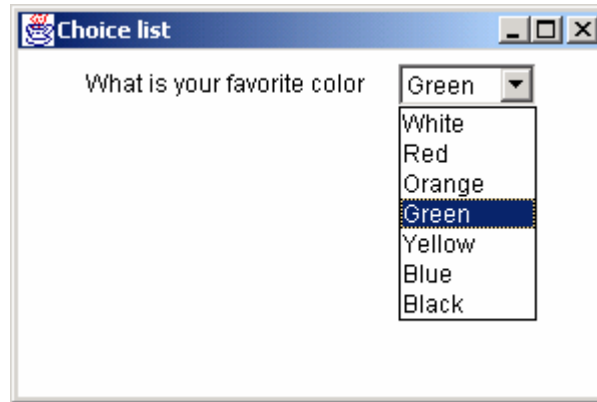 Choice list
What is your favorite color Green
White
Red
Orange
Green
Yellow
Blue
Black